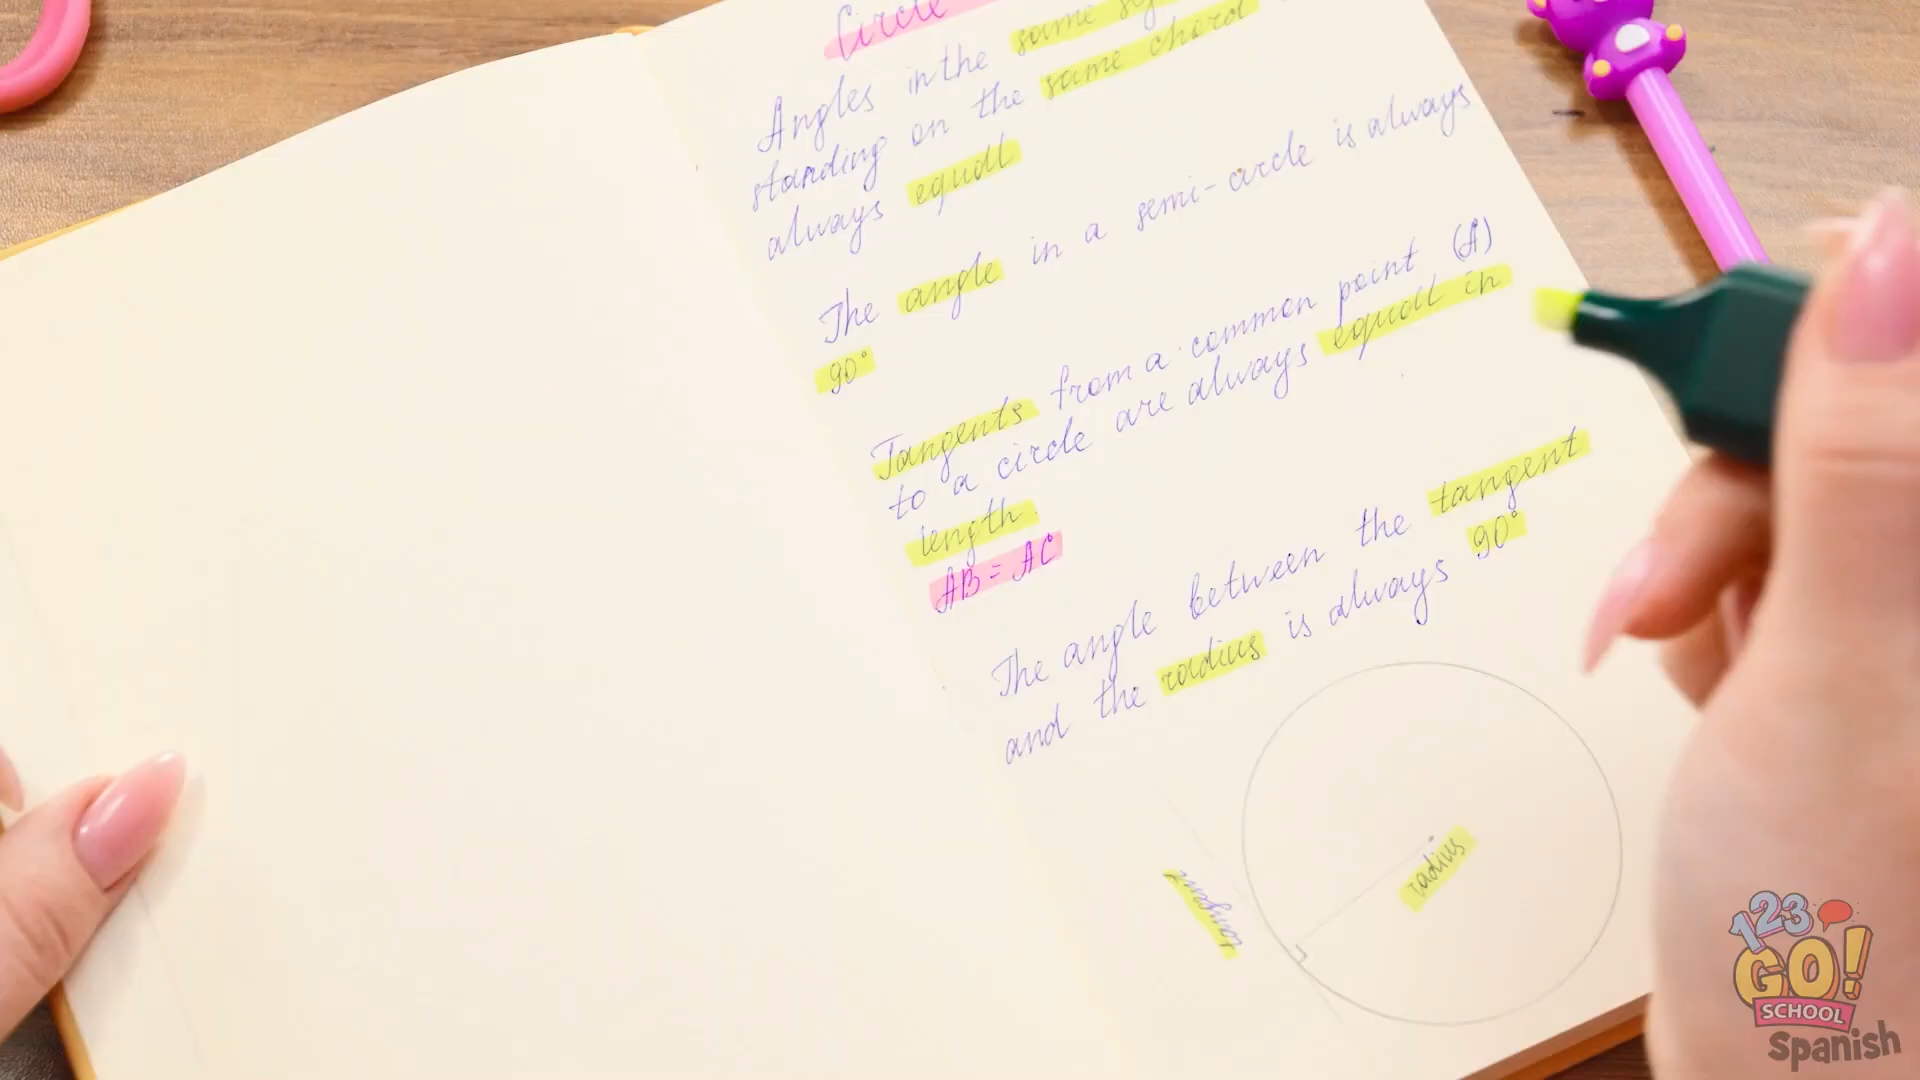 Circle
Angles in the same
standing on the same chord
always equall
The angle in a semi-circle is always
90°
Tangents from a common point (A)
to a circle are always equall in
length.
AB = AC
The angle between the tangent
and the radius is always 90°
radius
tangent
123
GO!
SCHOOL
Spanish